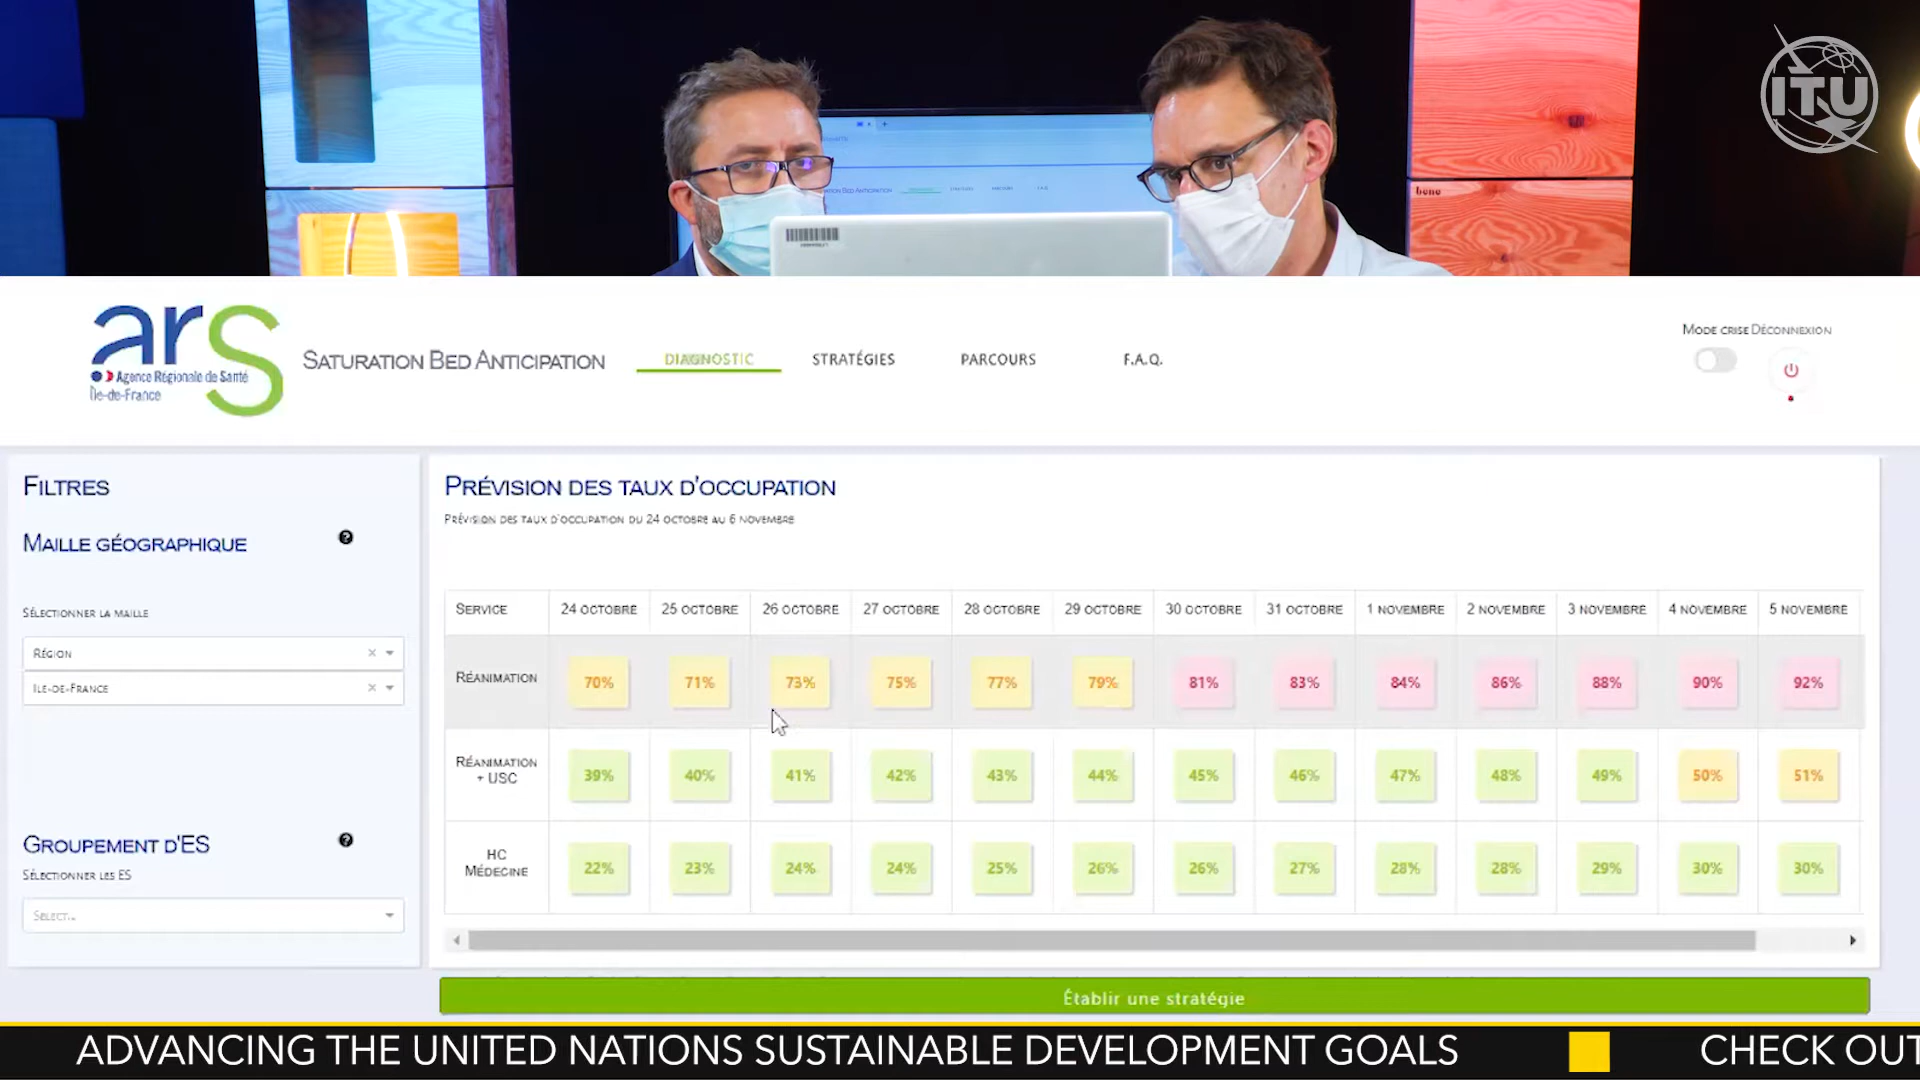 ITU
bene
ars
Agence Régionale de Santé
Île-de-France
SATURATION BED ANTICIPATION
DIAGNOSTIC
STRATÉGIES
PARCOURS
F.A.Q.
MODE CRISE DÉCONNEXION
FILTRES
MAILLE GÉOGRAPHIQUE
?
SÉLECTIONNER LA MAILLE
RÉGION
ILE-DE-FRANCE
GROUPEMENT D'ES
?
SÉLECTIONNER LES ES
SELECT...
PRÉVISION DES TAUX D'OCCUPATION
PRÉVISION DES TAUX D'OCCUPATION DU 24 OCTOBRE AU 6 NOVEMBRE
SERVICE 24 OCTOBRE 25 OCTOBRE 26 OCTOBRE 27 OCTOBRE 28 OCTOBRE 29 OCTOBRE 30 OCTOBRE 31 OCTOBRE 1 NOVEMBRE 2 NOVEMBRE 3 NOVEMBRE 4 NOVEMBRE 5 NOVEMBRE
RÉANIMATION 70% 71% 73% 75% 77% 79% 81% 83% 84% 86% 88% 90% 92%
RÉANIMATION
+ USC 39% 40% 41% 42% 43% 44% 45% 46% 47% 48% 49% 50% 51%
HC
MÉDECINE 22% 23% 24% 24% 25% 26% 26% 27% 28% 28% 29% 30% 30%
Établir une stratégie
ADVANCING THE UNITED NATIONS SUSTAINABLE DEVELOPMENT GOALS CHECK OUT